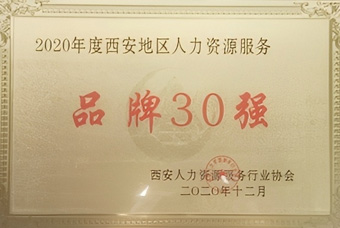 2020年度西安地区人力资源服务
品牌30强
西安人力资源服务行业协会
二〇二〇年十二月